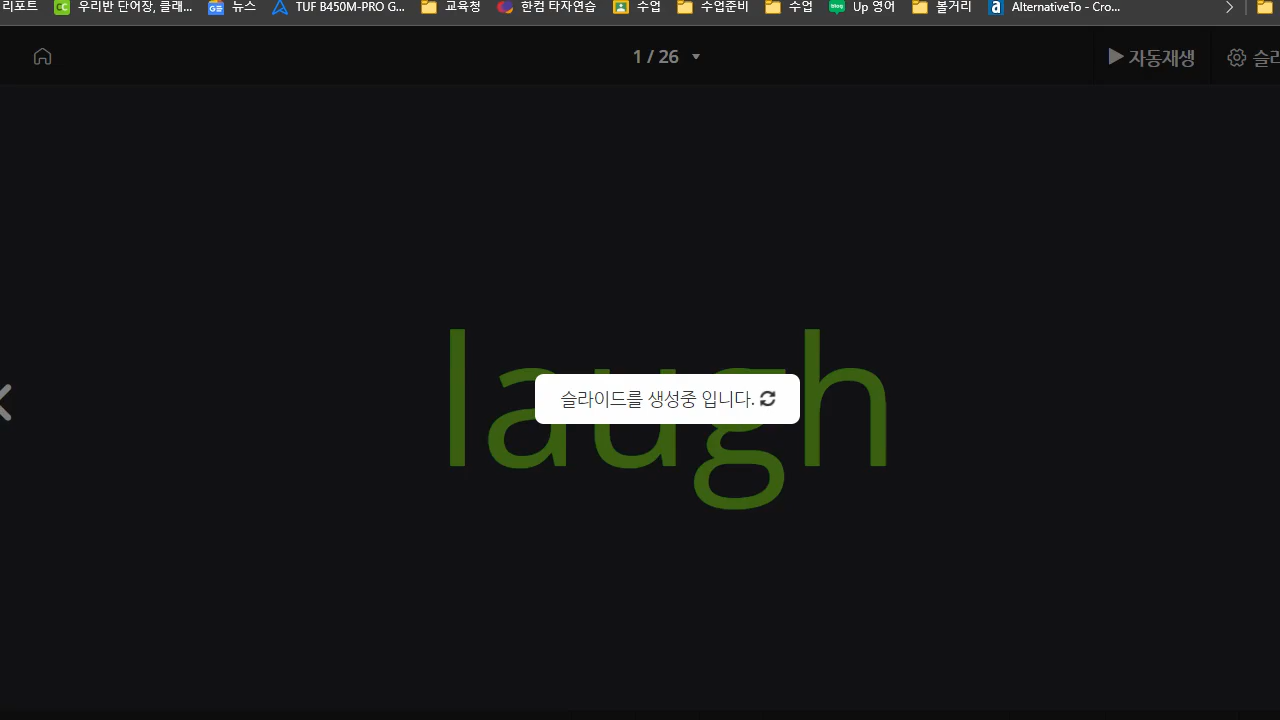 리포트 우리반 단어장, 클래... 뉴스 TUF B450M-PRO G... 교육청 한컴 타자연습 수업 수업준비 수업 Up 영어 볼거리 AlternativeTo - Cro...
1 / 26 자동재생 슬라
laugh
슬라이드를 생성중 입니다.